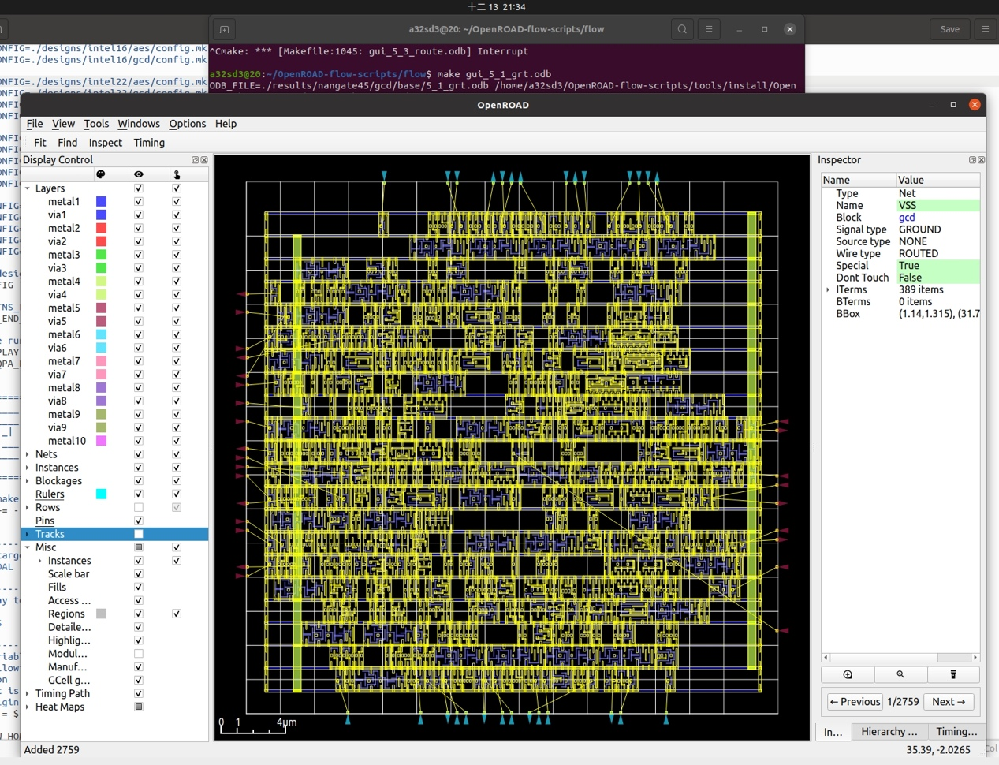 十二 13 21:34
a32sd3@20: ~/OpenROAD-flow-scripts/flow
Save
ONFIG=./designs/intel16/aes/config.mk
ONFIG=./designs/intel16/gcd/config.mk
ONFIG=./designs/intel22/aes/config.mk
^Cmake: *** [Makefile:1045: gui_5_3_route.odb] Interrupt
a32sd3@20:~/OpenROAD-flow-scripts/flow$ make gui_5_1_grt.odb
ODB_FILE=./results/nangate45/gcd/base/5_1_grt.odb /home/a32sd3/OpenROAD-flow-scripts/tools/install/Open
OpenROAD
File View Tools Windows Options Help
Fit Find Inspect Timing
Display Control
Layers
metal1
via1
metal2
via2
metal3
via3
metal4
via4
metal5
via5
metal6
via6
metal7
via7
metal8
via8
metal9
via9
metal10
Nets
Instances
Blockages
Rulers
Rows
Pins
Tracks
Misc
Instances
Scale bar
Fills
Access ...
Regions
Detaile...
Highlig...
Modul...
Manuf...
GCell g...
Timing Path
Heat Maps
0 1 4μm
Inspector
Name Value
Type Net
Name VSS
Block gcd
Signal type GROUND
Source type NONE
Wire type ROUTED
Special True
Dont Touch False
ITerms 389 items
BTerms 0 items
BBox (1.14,1.315), (31.7
← Previous 1/2759 Next →
In... Hierarchy ... Timing...
Added 2759
35.39, -2.0265